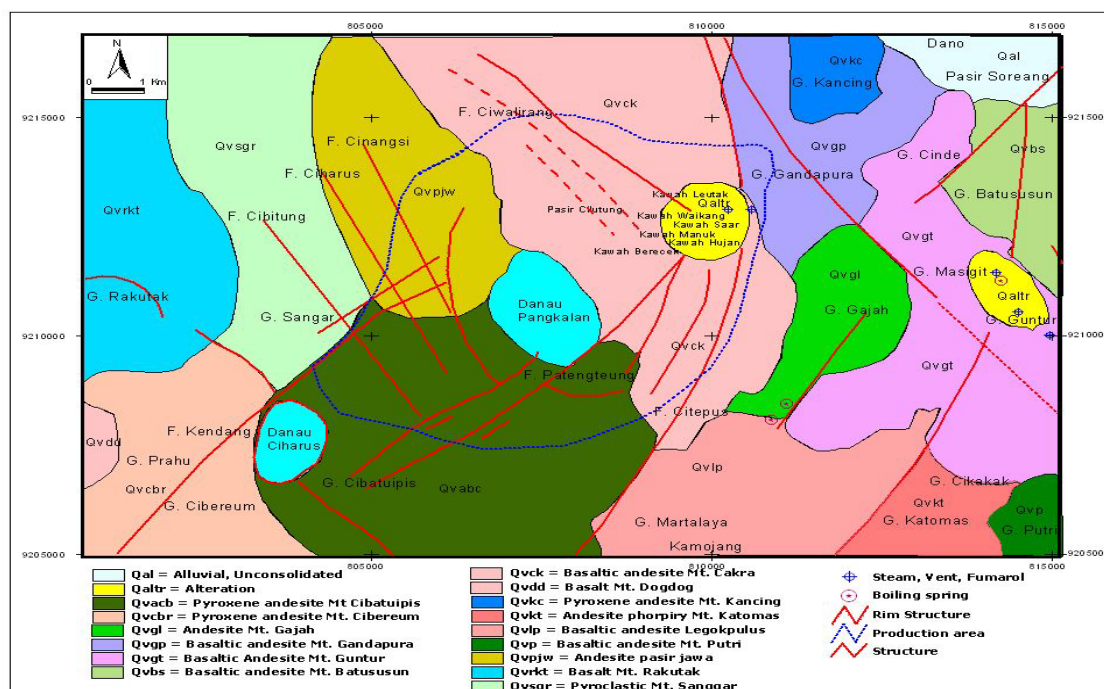 805000
810000
815000
N
0 1 Km
Dano
Qal
Pasir Soreang
Qvkc
G. Kancing
Qvck
F. Ciwalirang
9215000
9215000
Qvsgr
F. Cinangsi
Qvgp
G. Cinde
Qvbs
F. Ciharus
Qvpjw
G. Gandapura
G. Batususun
Qvrkt
Kawah Leutak
Qaltr
F. Cibitung
Pasir Cilutung
Kawah Waikang
Kawah Saar
Kawah Manuk
Kawah Hujan
Kawah Berecek
Qvgt
G. Masigit
Qvgl
G. Rakutak
Danau
Pangkalan
G. Gajah
Qaltr
G. Guntur
G. Sangar
9210000
9210000
Qvck
Qvgt
F. Patengteung
F. Citepus
F. Kendang
Danau
Ciharus
Qvdd
G. Prahu
Qvlp
Qvcbr
G. Cibatuipis
Qvabc
G. Cibereum
G. Cikakak
Qvkt
G. Katomas
Qvp
G. Putri
G. Martalaya
Kamojang
9205000
9205000
805000
810000
815000
Qal = Alluvial, Unconsolidated
Qaltr = Alteration
Qvacb = Pyroxene andesite Mt Cibatuipis
Qvcbr = Pyroxene andesite Mt. Cibereum
Qvgl = Andesite Mt. Gajah
Qvgp = Basaltic andesite Mt. Gandapura
Qvgt = Basaltic Andesite Mt. Guntur
Qvbs = Basaltic andesite Mt. Batususun
Qvck = Basaltic andesite Mt. Cakra
Qvdd = Basalt Mt. Dogdog
Qvkc = Pyroxene andesite Mt. Kancing
Qvkt = Andesite phorpiry Mt. Katomas
Qvlp = Basaltic andesite Legokpulus
Qvp = Basaltic andesite Mt. Putri
Qvpjw = Andesite pasir jawa
Qvrkt = Basalt Mt. Rakutak
Qvsgr = Pyroclastic Mt. Sanggar
Steam, Vent, Fumarol
Boiling spring
Rim Structure
Production area
Structure